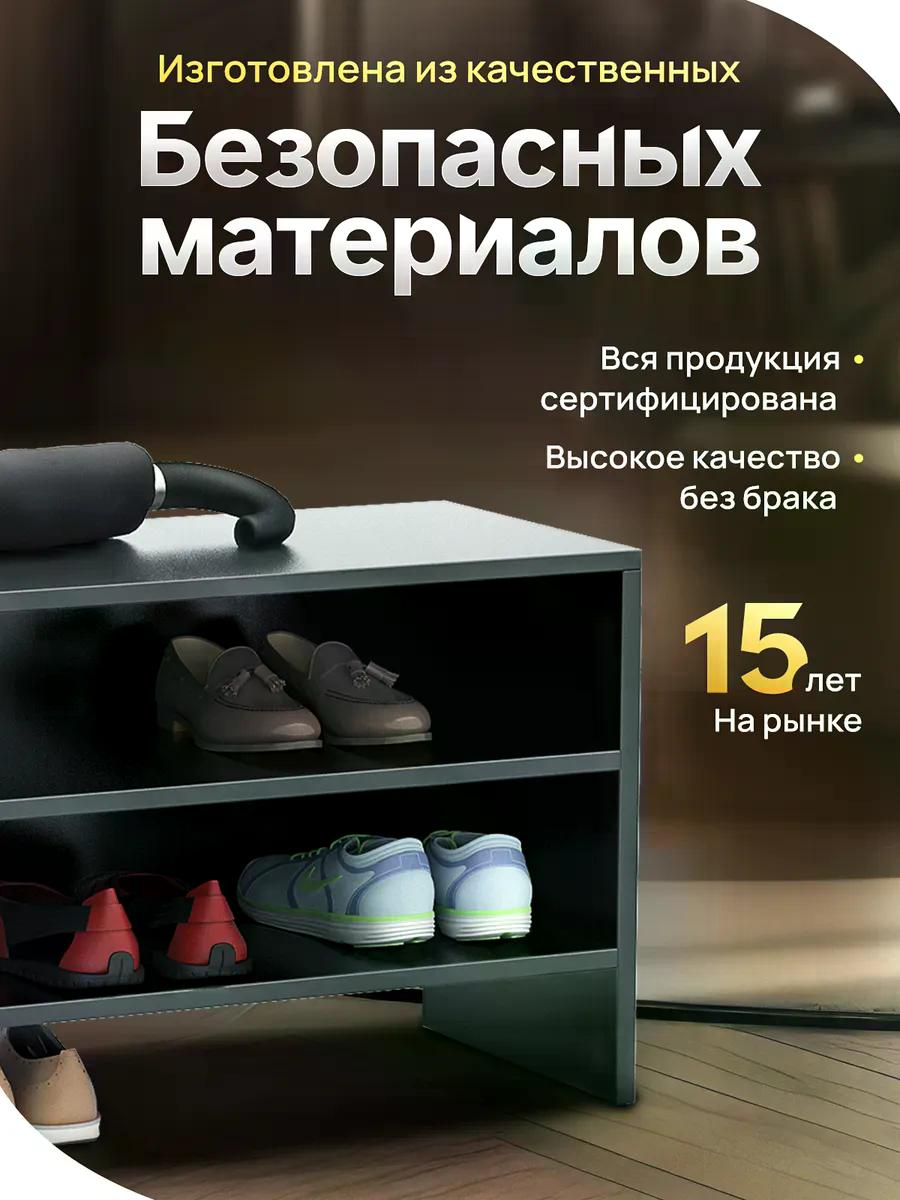 Изготовлена из качественных
Безопасных
материалов
Вся продукция •
сертифицирована
Высокое качество •
без брака
15 лет
На рынке